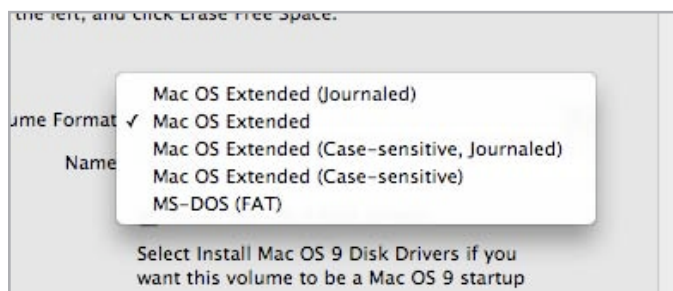 the left, and click Erase Free Space.
Mac OS Extended (Journaled)
ume Format ✓ Mac OS Extended
Name
Mac OS Extended (Case-sensitive, Journaled)
Mac OS Extended (Case-sensitive)
MS-DOS (FAT)
Select Install Mac OS 9 Disk Drivers if you
want this volume to be a Mac OS 9 startup